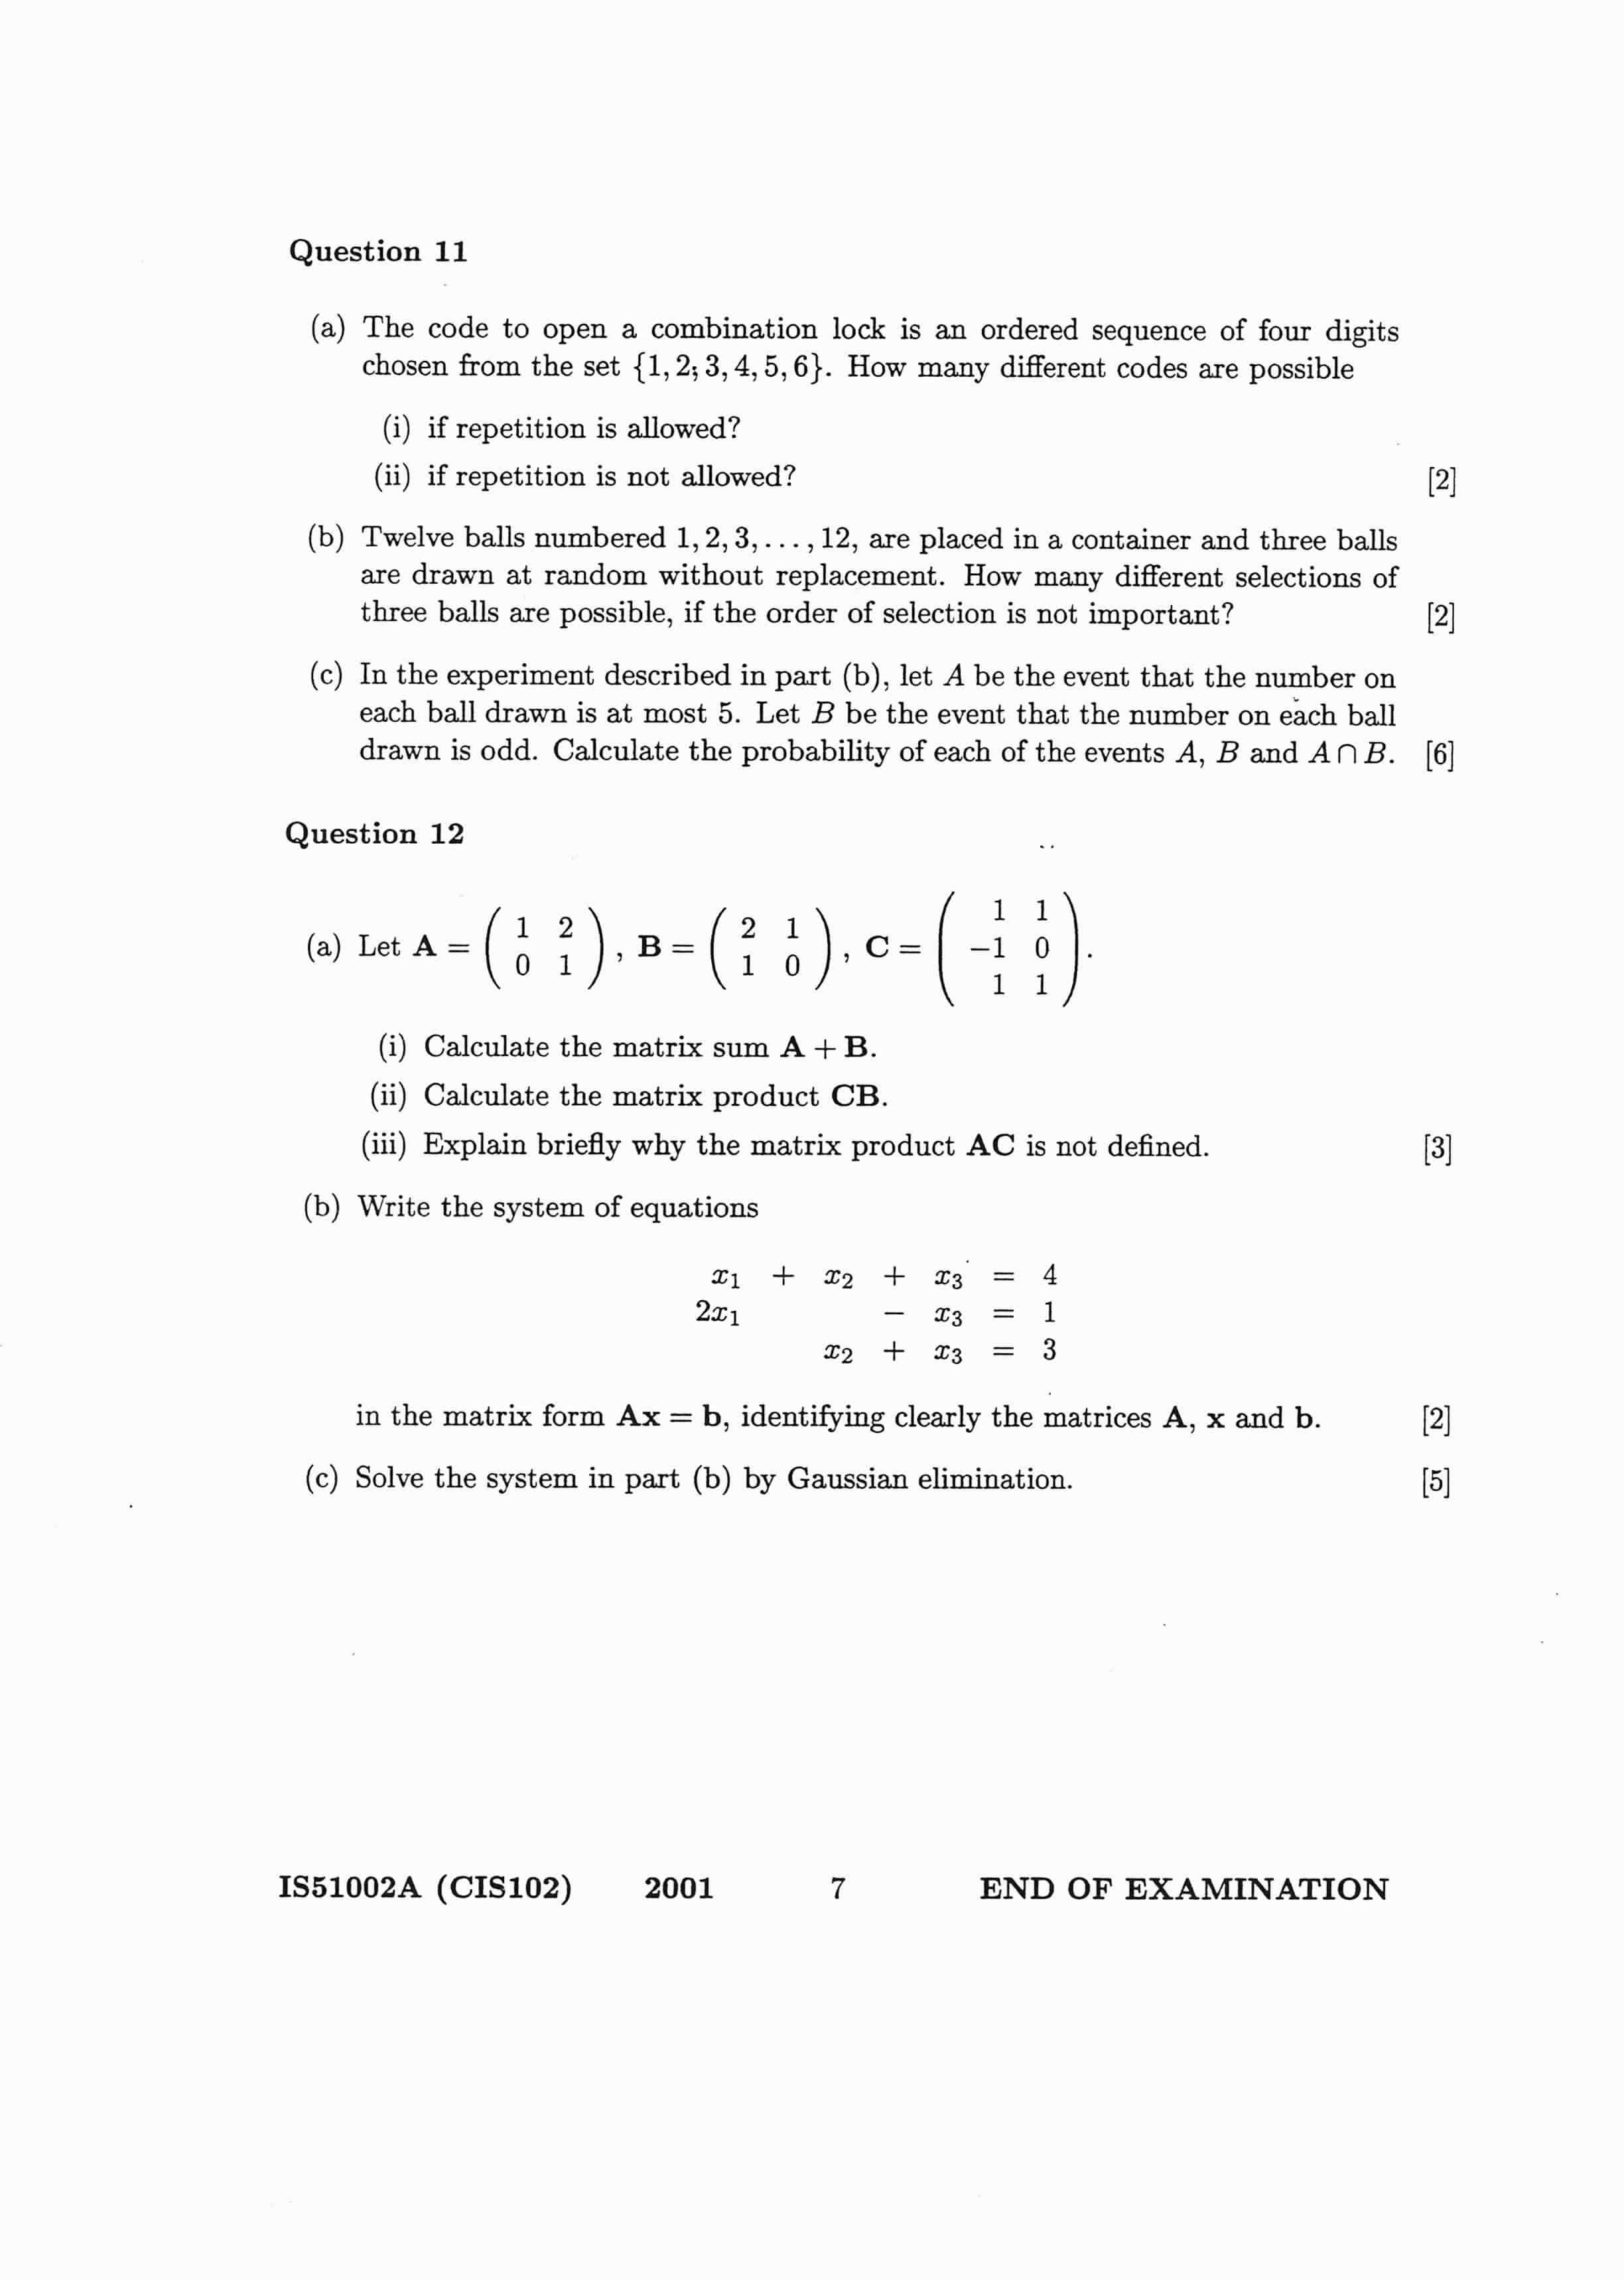 Question 11
(a) The code to open a combination lock is an ordered sequence of four digits
chosen from the set {1, 2, 3, 4, 5, 6}. How many different codes are possible
(i) if repetition is allowed?
(ii) if repetition is not allowed? [2]
(b) Twelve balls numbered 1, 2, 3, . . . , 12, are placed in a container and three balls
are drawn at random without replacement. How many different selections of
three balls are possible, if the order of selection is not important? [2]
(c) In the experiment described in part (b), let A be the event that the number on
each ball drawn is at most 5. Let B be the event that the number on each ball
drawn is odd. Calculate the probability of each of the events A, B and A ∩ B. [6]
Question 12
(a) Let A = ( 1 2 ; 0 1 ), B = ( 2 1 ; 1 0 ), C = ( 1 1 ; −1 0 ; 1 1 ).
(i) Calculate the matrix sum A + B.
(ii) Calculate the matrix product CB.
(iii) Explain briefly why the matrix product AC is not defined. [3]
(b) Write the system of equations
x₁ + x₂ + x₃ = 4
2x₁ − x₃ = 1
x₂ + x₃ = 3
in the matrix form Ax = b, identifying clearly the matrices A, x and b. [2]
(c) Solve the system in part (b) by Gaussian elimination. [5]
IS51002A (CIS102) 2001 7 END OF EXAMINATION